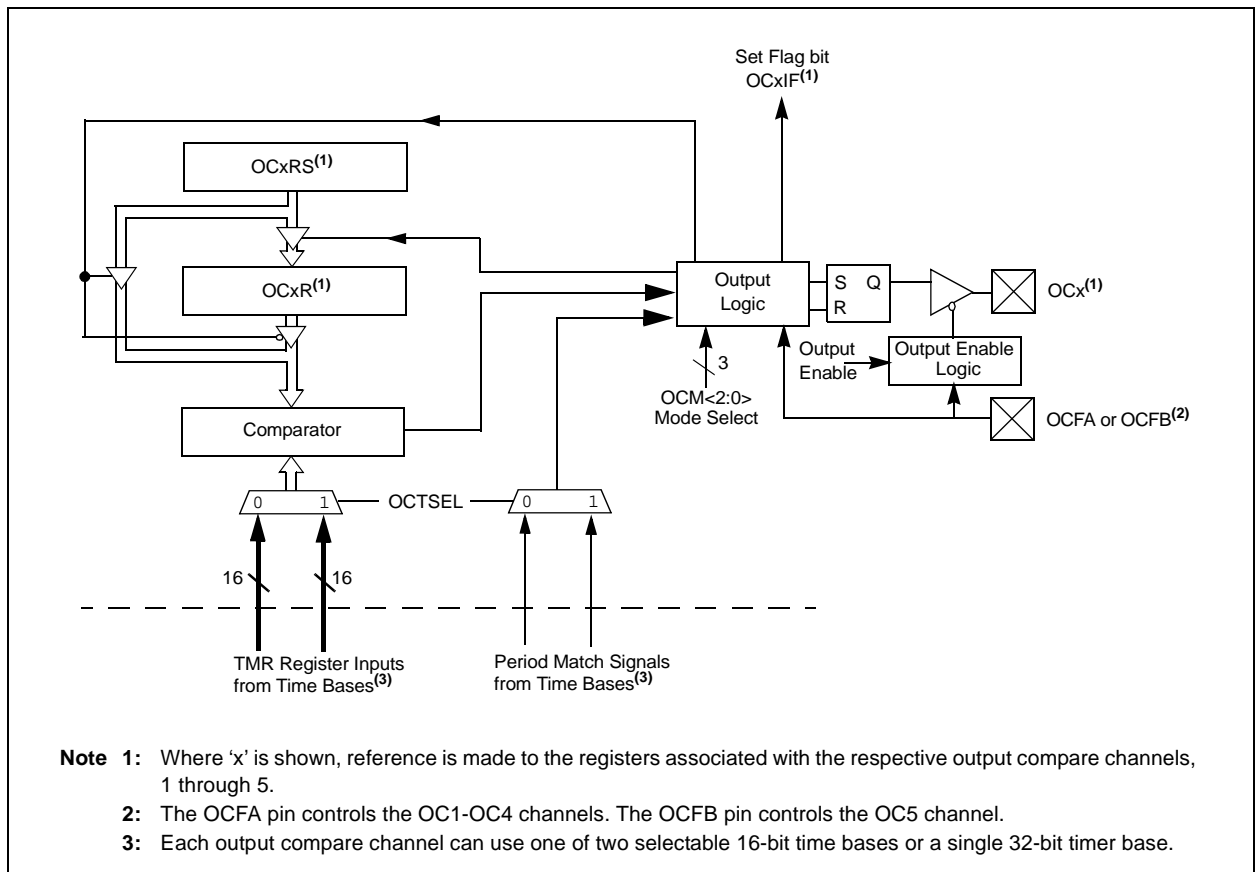 Set Flag bit
OCxIF(1)
OCxRS(1)
OCxR(1)
Output
Logic
S Q
R
OCx(1)
Output
Enable
Output Enable
Logic
3
OCM<2:0>
Mode Select
OCFA or OCFB(2)
Comparator
0 1
OCTSEL
0 1
16
16
TMR Register Inputs
from Time Bases(3)
Period Match Signals
from Time Bases(3)
Note 1: Where ‘x’ is shown, reference is made to the registers associated with the respective output compare channels,
1 through 5.
2: The OCFA pin controls the OC1-OC4 channels. The OCFB pin controls the OC5 channel.
3: Each output compare channel can use one of two selectable 16-bit time bases or a single 32-bit timer base.